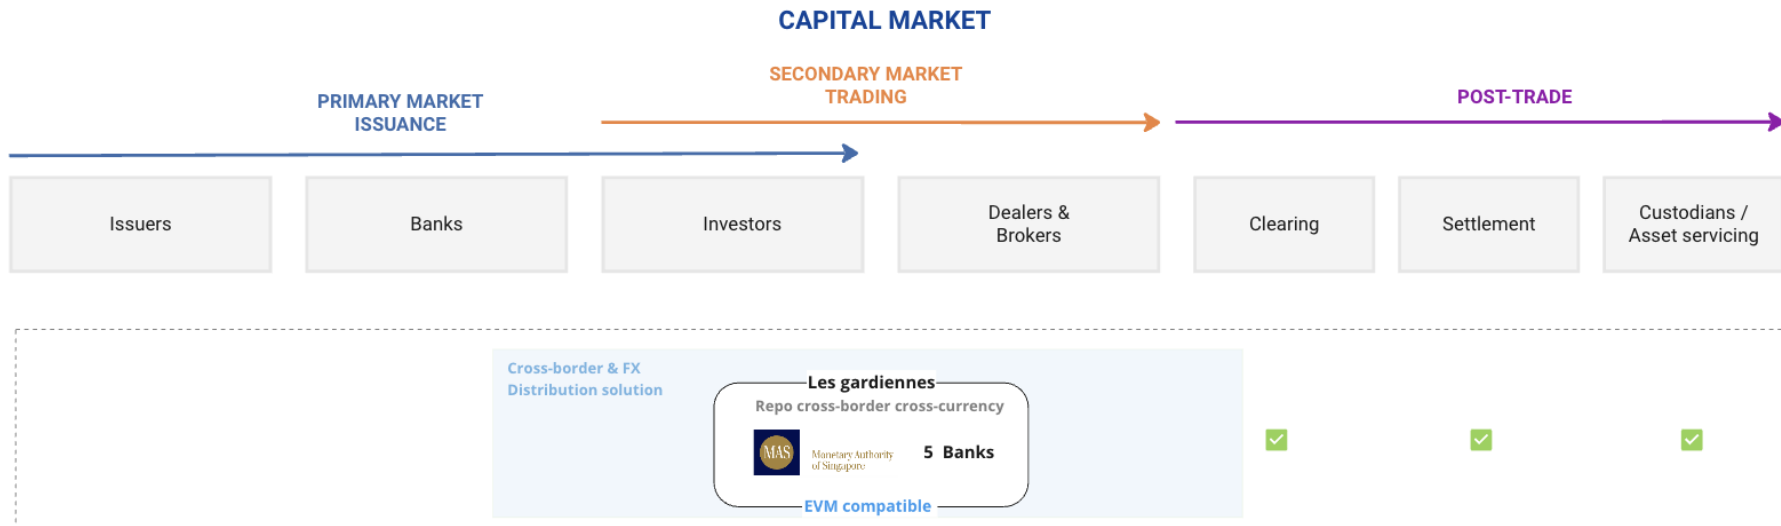 CAPITAL MARKET
SECONDARY MARKET
TRADING
PRIMARY MARKET
ISSUANCE
POST-TRADE
Issuers
Banks
Investors
Dealers &
Brokers
Clearing
Settlement
Custodians /
Asset servicing
Cross-border & FX
Distribution solution
Les gardiennes
Repo cross-border cross-currency
MAS
Monetary Authority
of Singapore
5 Banks
EVM compatible